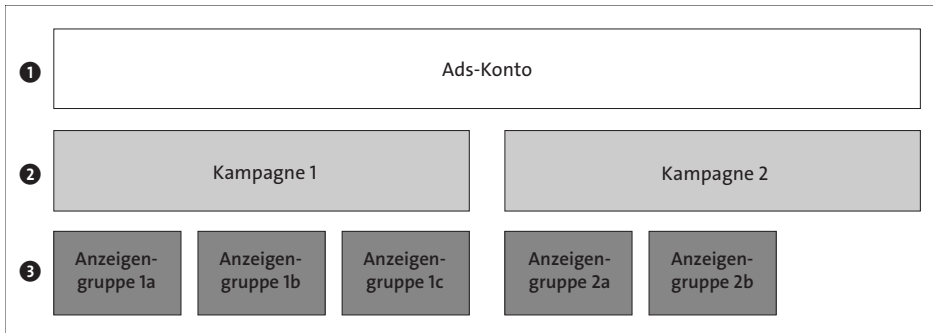 ❶ Ads-Konto
❷ Kampagne 1 Kampagne 2
❸ Anzeigen- Anzeigen- Anzeigen- Anzeigen- Anzeigen-
gruppe 1a gruppe 1b gruppe 1c gruppe 2a gruppe 2b